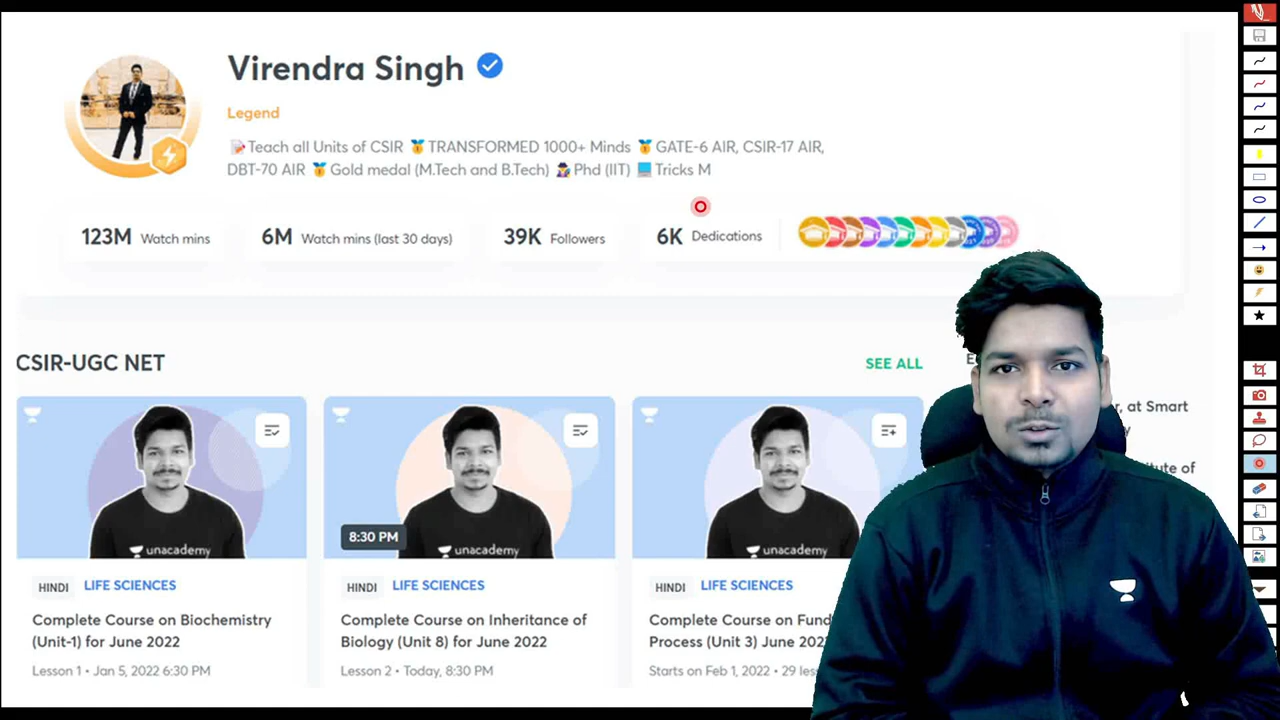 Virendra Singh
Legend
Teach all Units of CSIR 🥇TRANSFORMED 1000+ Minds 🥇GATE-6 AIR, CSIR-17 AIR,
DBT-70 AIR 🥇Gold medal (M.Tech and B.Tech) Phd (IIT) Tricks M
123M Watch mins
6M Watch mins (last 30 days)
39K Followers
6K Dedications
CSIR-UGC NET
SEE ALL
r, at Smart
y
itute of
unacademy
HINDI LIFE SCIENCES
Complete Course on Biochemistry
(Unit-1) for June 2022
Lesson 1 • Jan 5, 2022 6:30 PM
8:30 PM
unacademy
HINDI LIFE SCIENCES
Complete Course on Inheritance of
Biology (Unit 8) for June 2022
Lesson 2 • Today, 8:30 PM
unacademy
HINDI LIFE SCIENCES
Complete Course on Fund
Process (Unit 3) June 202
Starts on Feb 1, 2022 • 29 les